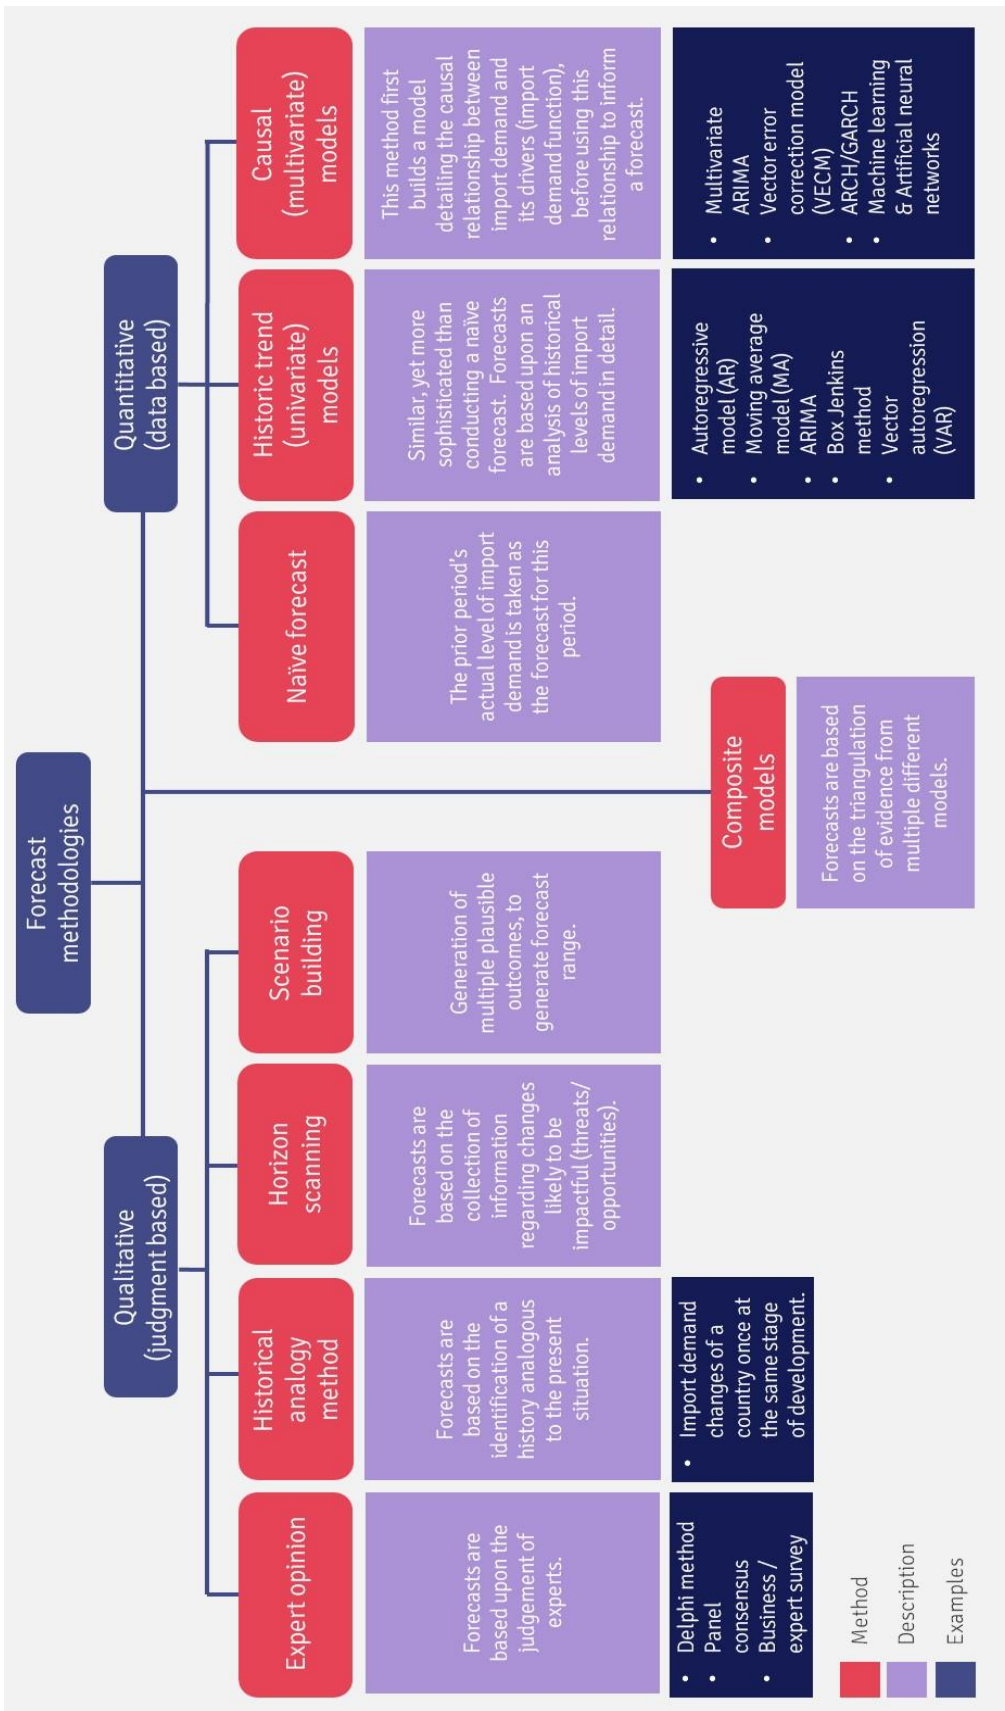 Forecast
methodologies
Qualitative
(judgment based)
Quantitative
(data based)
Expert opinion
Historical
analogy
method
Horizon
scanning
Scenario
building
Naïve forecast
Historic trend
(univariate)
models
Causal
(multivariate)
models
Forecasts are
based upon the
judgement of
experts.
Forecasts are
based on the
identification of a
history analogous
to the present
situation.
Forecasts are
based on the
collection of
information
regarding changes
likely to be
impactful (threats/
opportunities).
Generation of
multiple plausible
outcomes, to
generate forecast
range.
The prior period's
actual level of import
demand is taken as
the forecast for this
period.
Similar, yet more
sophisticated than
conducting a naïve
forecast. Forecasts
are based upon an
analysis of historical
levels of import
demand in detail.
This method first
builds a model
detailing the causal
relationship between
import demand and
its drivers (import
demand function),
before using this
relationship to inform
a forecast.
• Delphi method
• Panel
consensus
• Business /
expert survey
• Import demand
changes of a
country once at
the same stage
of development.
Composite
models
Forecasts are based
on the triangulation
of evidence from
multiple different
models.
• Autoregressive
model (AR)
• Moving average
model (MA)
• ARIMA
• Box Jenkins
method
• Vector
autoregression
(VAR)
• Multivariate
ARIMA
• Vector error
correction model
(VECM)
• ARCH/GARCH
• Machine learning
& Artificial neural
networks
Method
Description
Examples